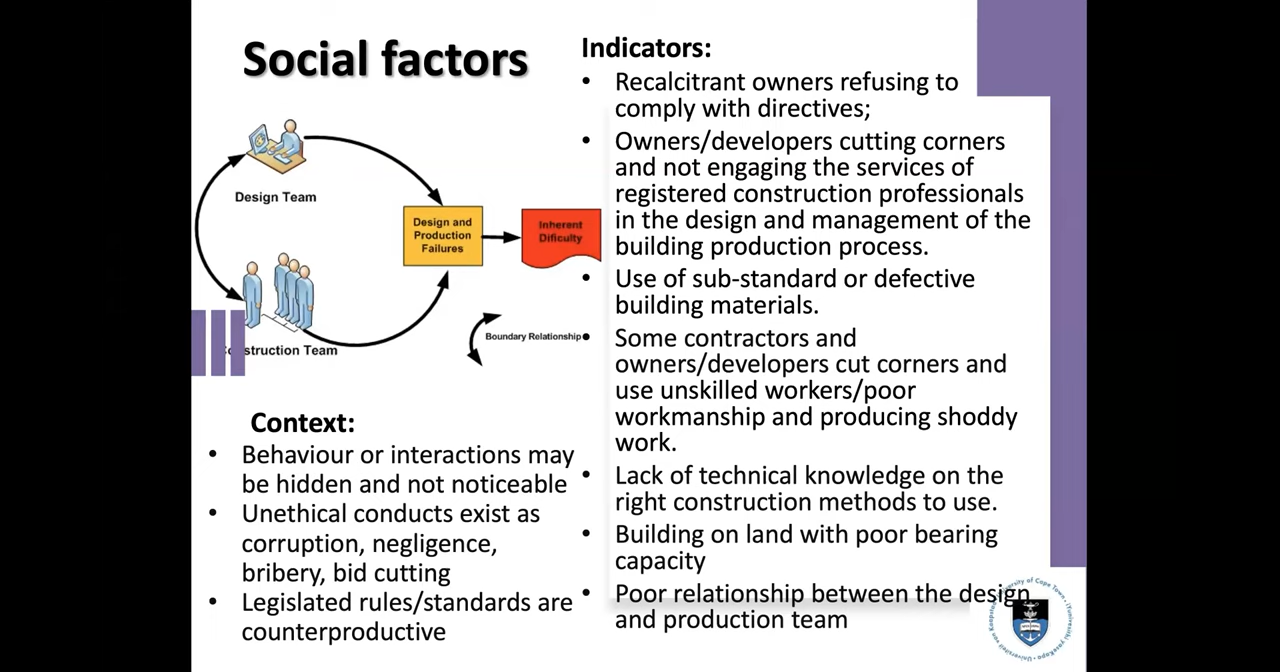 Social factors
Design Team
Design and
Production
Failures
Inherent
Dificulty
Boundary Relationship
struction Team
Context:
• Behaviour or interactions may
be hidden and not noticeable
• Unethical conducts exist as
corruption, negligence,
bribery, bid cutting
• Legislated rules/standards are
counterproductive
Indicators:
• Recalcitrant owners refusing to
comply with directives;
• Owners/developers cutting corners
and not engaging the services of
registered construction professionals
in the design and management of the
building production process.
• Use of sub-standard or defective
building materials.
• Some contractors and
owners/developers cut corners and
use unskilled workers/poor
workmanship and producing shoddy
work.
• Lack of technical knowledge on the
right construction methods to use.
• Building on land with poor bearing
capacity
• Poor relationship between the design
and production team